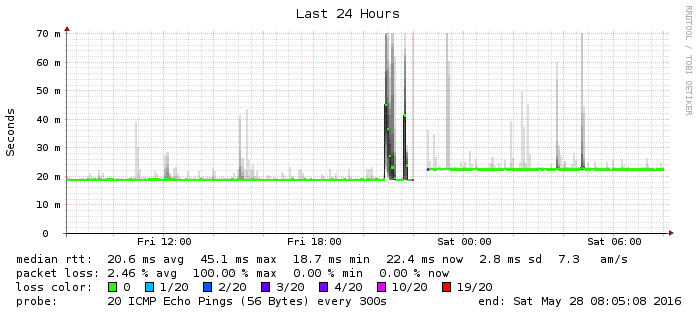 Last 24 Hours
RRDTOOL / TOBI OETIKER
Seconds
70 m
60 m
50 m
40 m
30 m
20 m
10 m
0
Fri 12:00 Fri 18:00 Sat 00:00 Sat 06:00
median rtt: 20.6 ms avg 45.1 ms max 18.7 ms min 22.4 ms now 2.8 ms sd 7.3 am/s
packet loss: 2.46 % avg 100.00 % max 0.00 % min 0.00 % now
loss color: 0 1/20 2/20 3/20 4/20 10/20 19/20
probe: 20 ICMP Echo Pings (56 Bytes) every 300s end: Sat May 28 08:05:08 2016